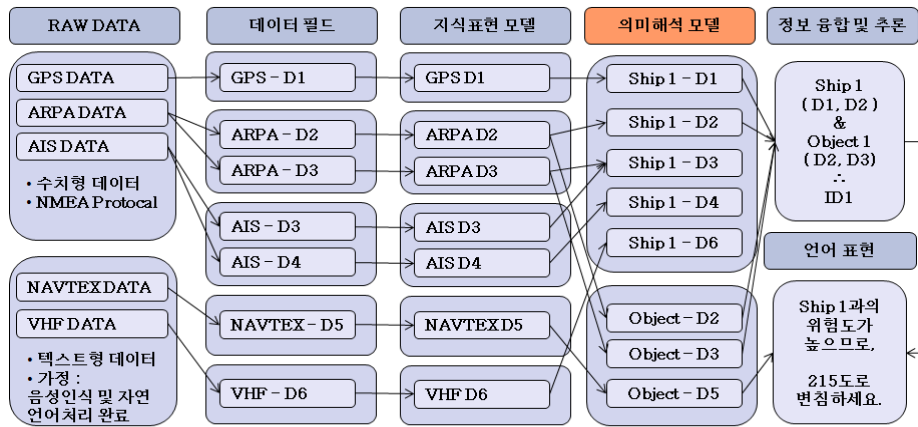 RAW DATA
GPS DATA
ARPA DATA
AIS DATA
• 수치형 데이터
• NMEA Protocal
NAVTEX DATA
VHF DATA
• 텍스트형 데이터
• 가정 :
음성인식 및 자연
언어처리 완료
데이터 필드
GPS - D1
ARPA - D2
ARPA - D3
AIS - D3
AIS - D4
NAVTEX - D5
VHF - D6
지식표현 모델
GPS D1
ARPA D2
ARPA D3
AIS D3
AIS D4
NAVTEX D5
VHF D6
의미해석 모델
Ship 1 - D1
Ship 1 - D2
Ship 1 - D3
Ship 1 - D4
Ship 1 - D6
Object - D2
Object - D3
Object - D5
정보 융합 및 추론
Ship 1
( D1, D2 )
&
Object 1
(D2, D3)
∴
ID1
언어 표현
Ship 1과의
위험도가
높으므로,
215도로
변침하세요.